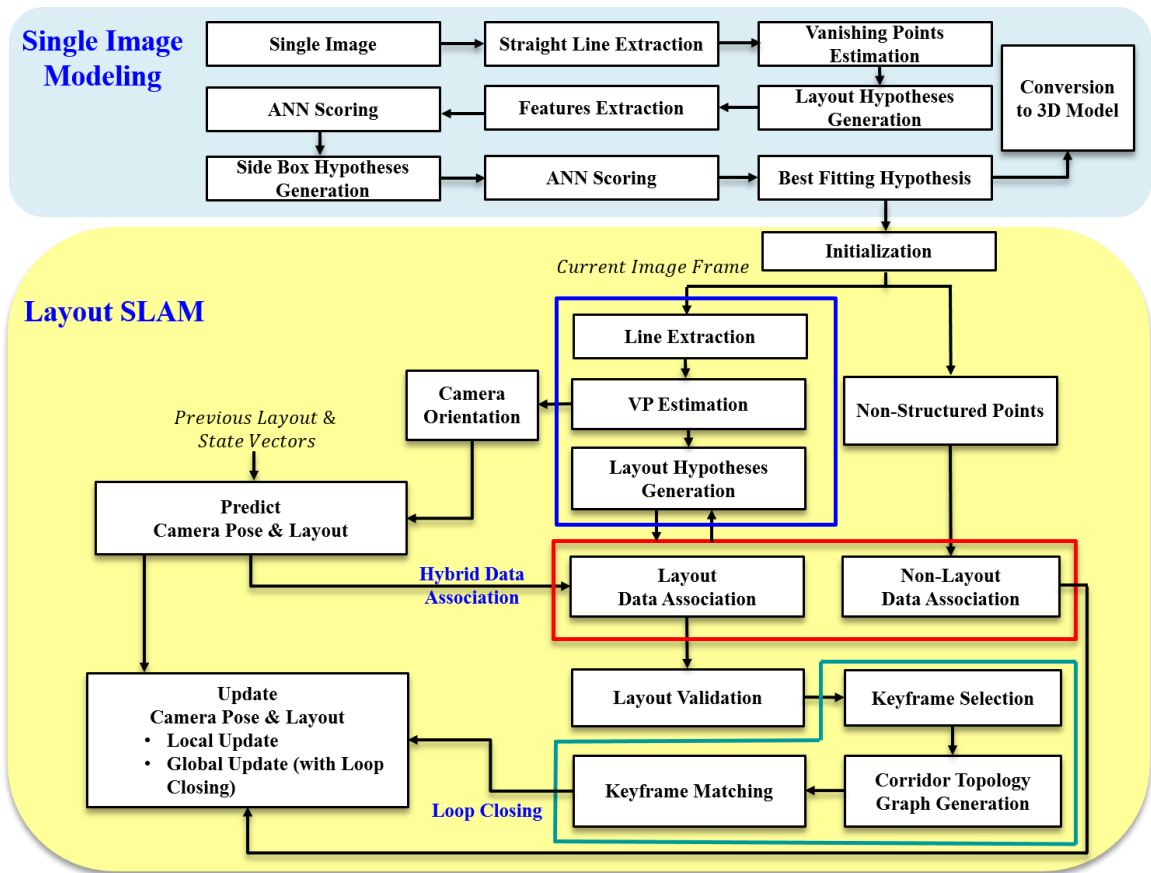 Single Image
Modeling
Single Image
Straight Line Extraction
Vanishing Points
Estimation
Conversion
to 3D Model
ANN Scoring
Features Extraction
Layout Hypotheses
Generation
Side Box Hypotheses
Generation
ANN Scoring
Best Fitting Hypothesis
Initialization
Current Image Frame
Layout SLAM
Line Extraction
Camera
Orientation
VP Estimation
Non-Structured Points
Previous Layout &
State Vectors
Layout Hypotheses
Generation
Predict
Camera Pose & Layout
Hybrid Data
Association
Layout
Data Association
Non-Layout
Data Association
Update
Camera Pose & Layout
• Local Update
• Global Update (with Loop
Closing)
Layout Validation
Keyframe Selection
Keyframe Matching
Corridor Topology
Graph Generation
Loop Closing